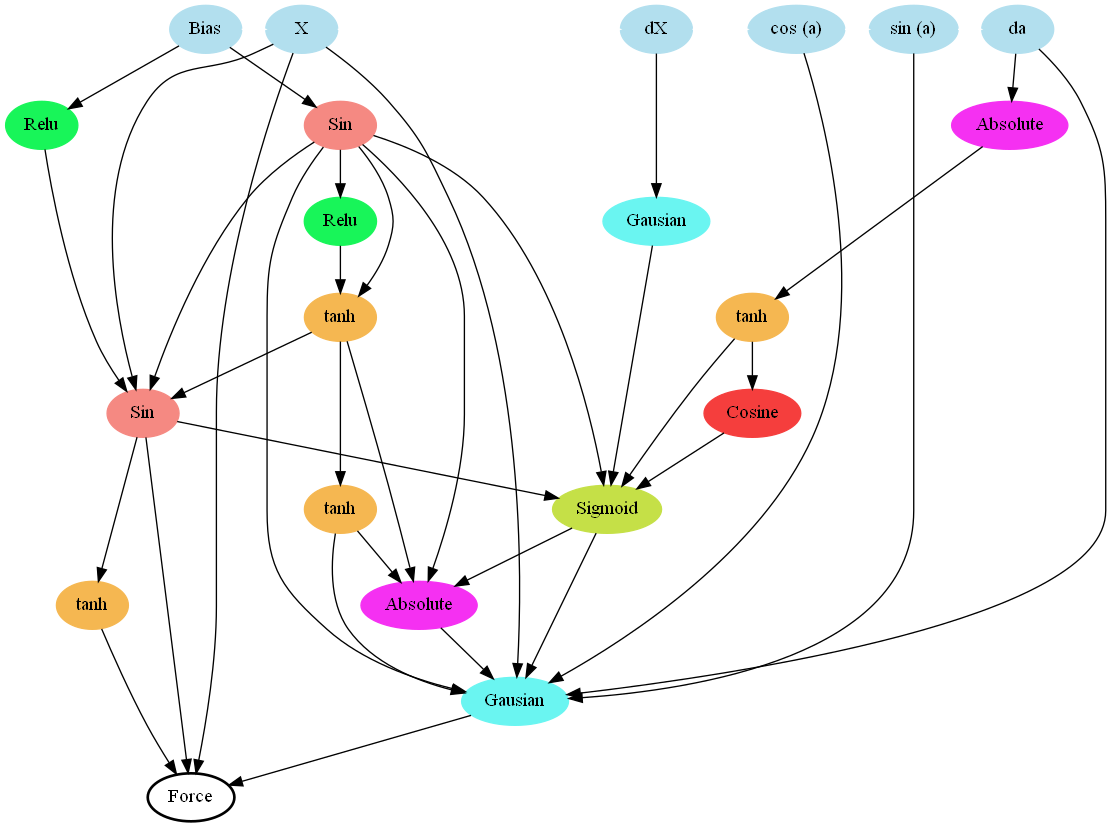 Bias
X
dX
cos (a)
sin (a)
da
Relu
Sin
Absolute
Relu
Gausian
tanh
tanh
Sin
Cosine
tanh
Sigmoid
tanh
Absolute
Gausian
Force